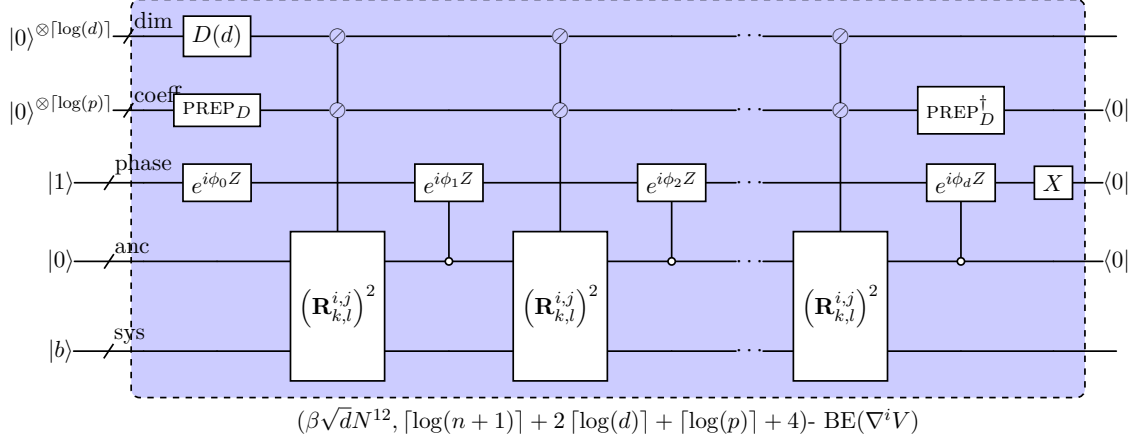 |0⟩^{⊗⌈log(d)⌉} dim D(d) ⊘ ⊘ ··· ⊘
|0⟩^{⊗⌈log(p)⌉} coeff PREP_D ⊘ ⊘ ··· ⊘ PREP_D^† ⟨0|
|1⟩ phase e^{iϕ_0 Z} e^{iϕ_1 Z} e^{iϕ_2 Z} ··· e^{iϕ_d Z} X ⟨0|
|0⟩ anc ··· ⟨0|
(R_{k,l}^{i,j})^2 (R_{k,l}^{i,j})^2 (R_{k,l}^{i,j})^2
|b⟩ sys ···
(β√d N^{12}, ⌈log(n + 1)⌉ + 2 ⌈log(d)⌉ + ⌈log(p)⌉ + 4)- BE(∇^i V)